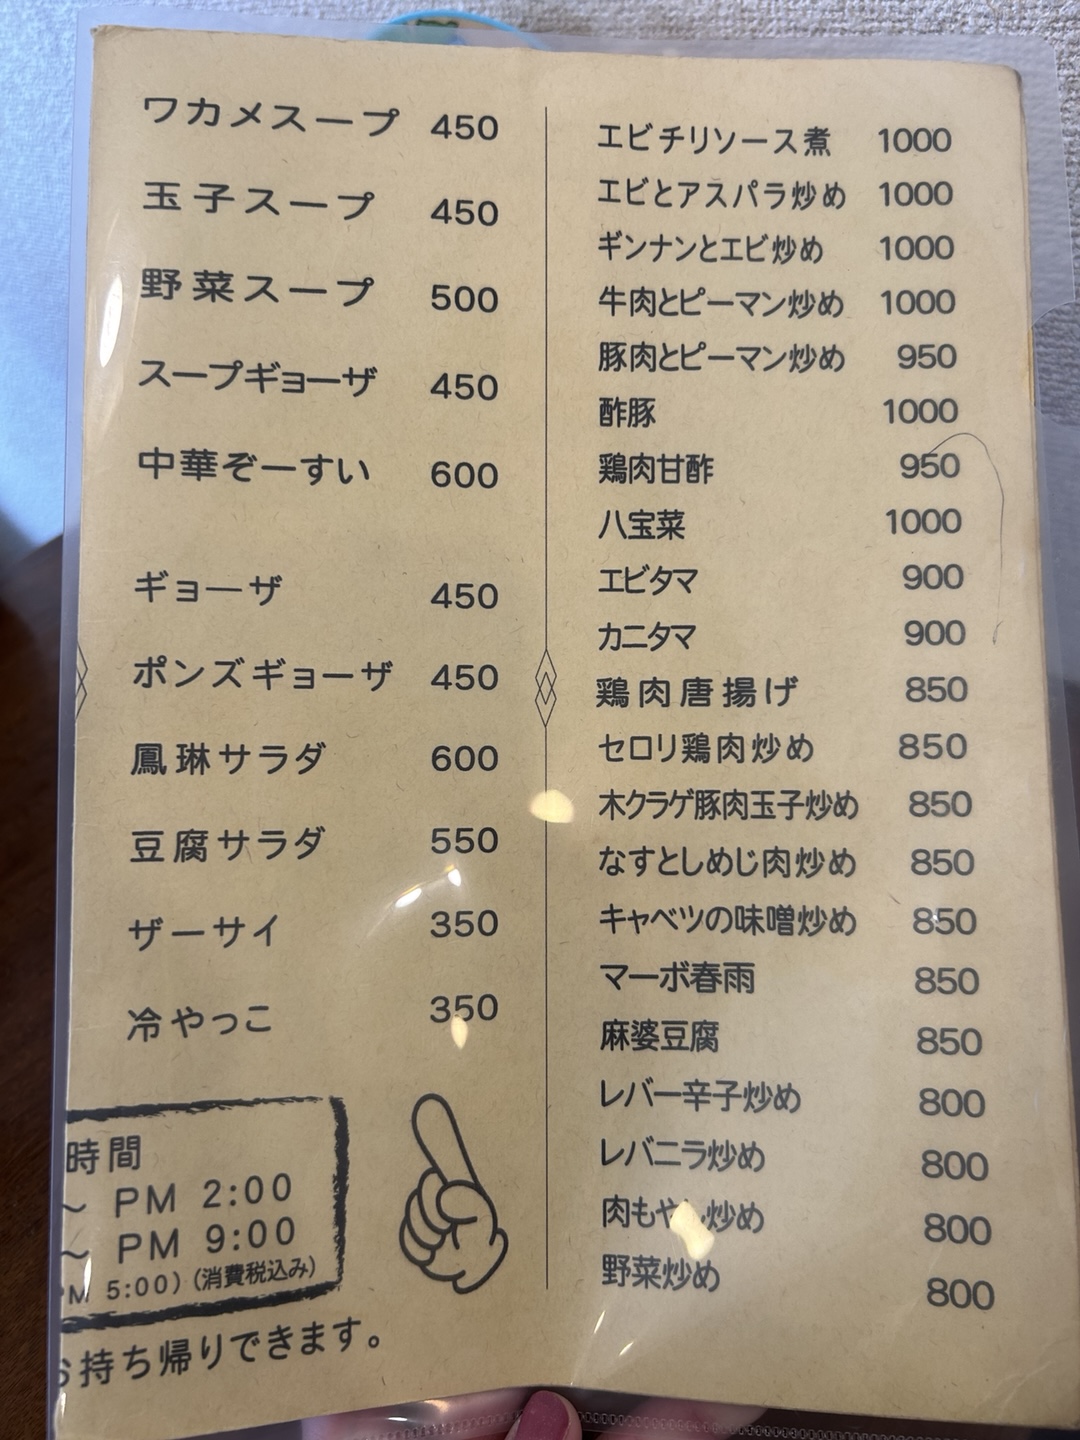 ワカメスープ 450
玉子スープ 450
野菜スープ 500
スープギョーザ 450
中華ぞーすい 600
ギョーザ 450
ポンズギョーザ 450
鳳琳サラダ 600
豆腐サラダ 550
ザーサイ 350
冷やっこ 350
時間
～ PM 2:00
～ PM 9:00
PM 5:00) (消費税込み)
お持ち帰りできます。
エビチリソース煮 1000
エビとアスパラ炒め 1000
ギンナンとエビ炒め 1000
牛肉とピーマン炒め 1000
豚肉とピーマン炒め 950
酢豚 1000
鶏肉甘酢 950
八宝菜 1000
エビタマ 900
カニタマ 900
鶏肉唐揚げ 850
セロリ鶏肉炒め 850
木クラゲ豚肉玉子炒め 850
なすとしめじ肉炒め 850
キャベツの味噌炒め 850
マーボ春雨 850
麻婆豆腐 850
レバー辛子炒め 800
レバニラ炒め 800
肉もやし炒め 800
野菜炒め 800